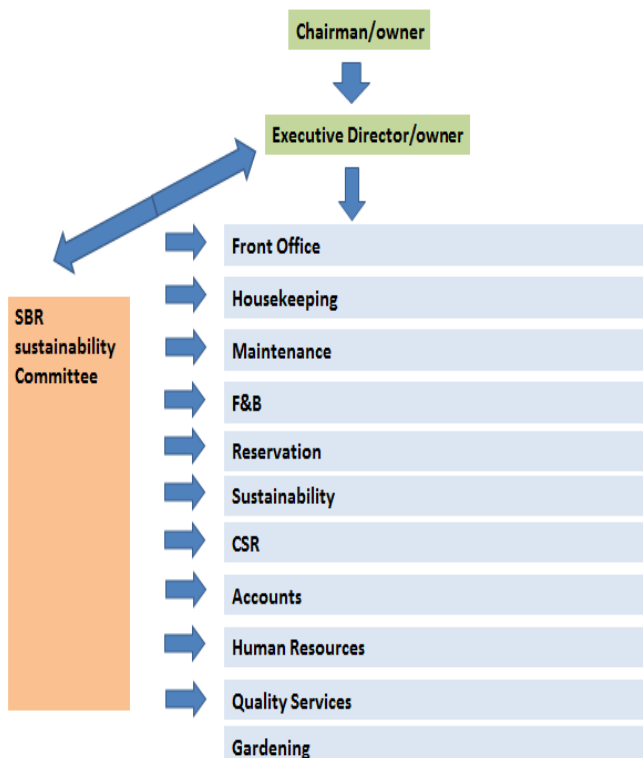 Chairman/owner
Executive Director/owner
SBR
sustainability
Committee
Front Office
Housekeeping
Maintenance
F&B
Reservation
Sustainability
CSR
Accounts
Human Resources
Quality Services
Gardening